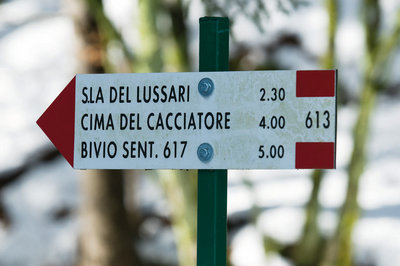 S.LA DEL LUSSARI 2.30
CIMA DEL CACCIATORE 4.00 613
BIVIO SENT. 617 5.00